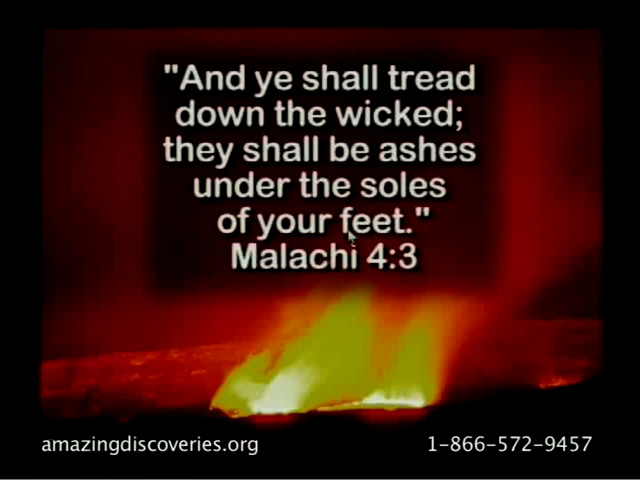 "And ye shall tread
down the wicked;
they shall be ashes
under the soles
of your feet."
Malachi 4:3
amazingdiscoveries.org 1-866-572-9457